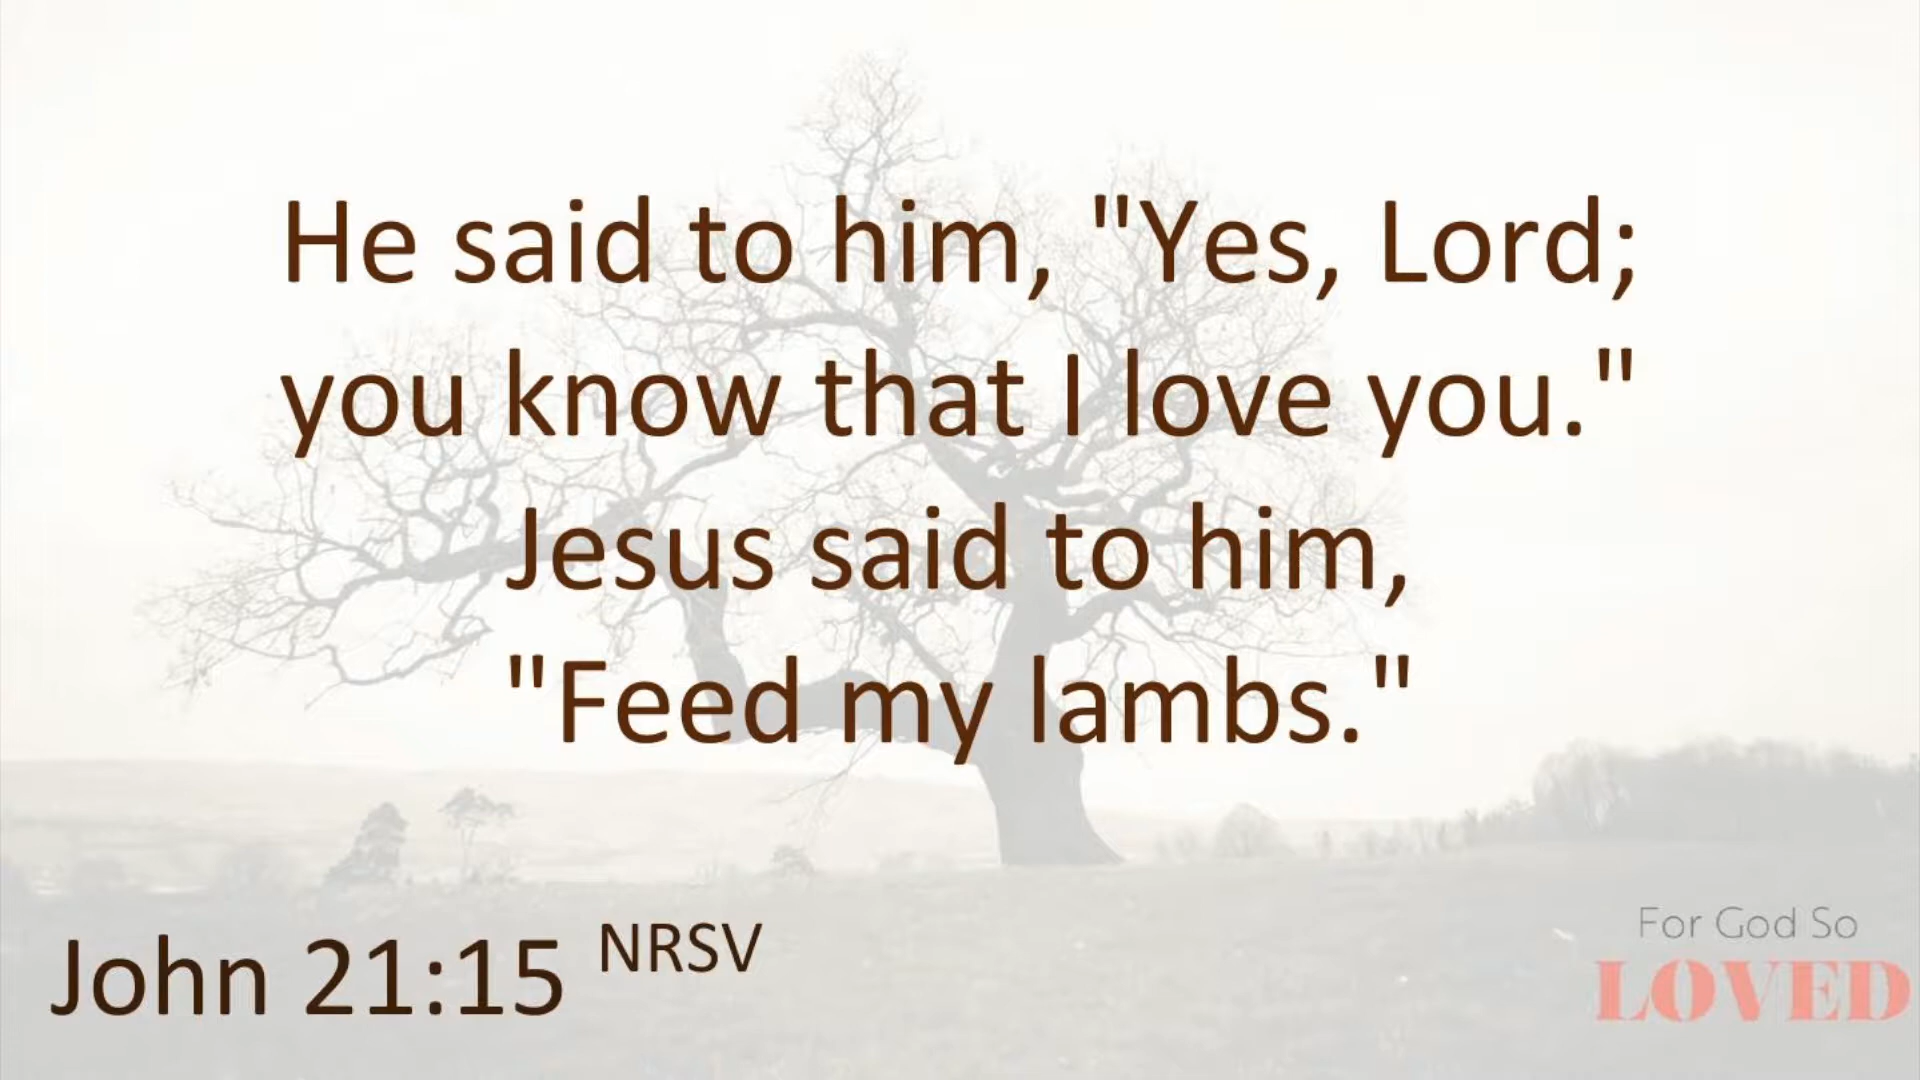 He said to him, "Yes, Lord;
you know that I love you."
Jesus said to him,
"Feed my lambs."
John 21:15 NRSV
For God So
LOVED